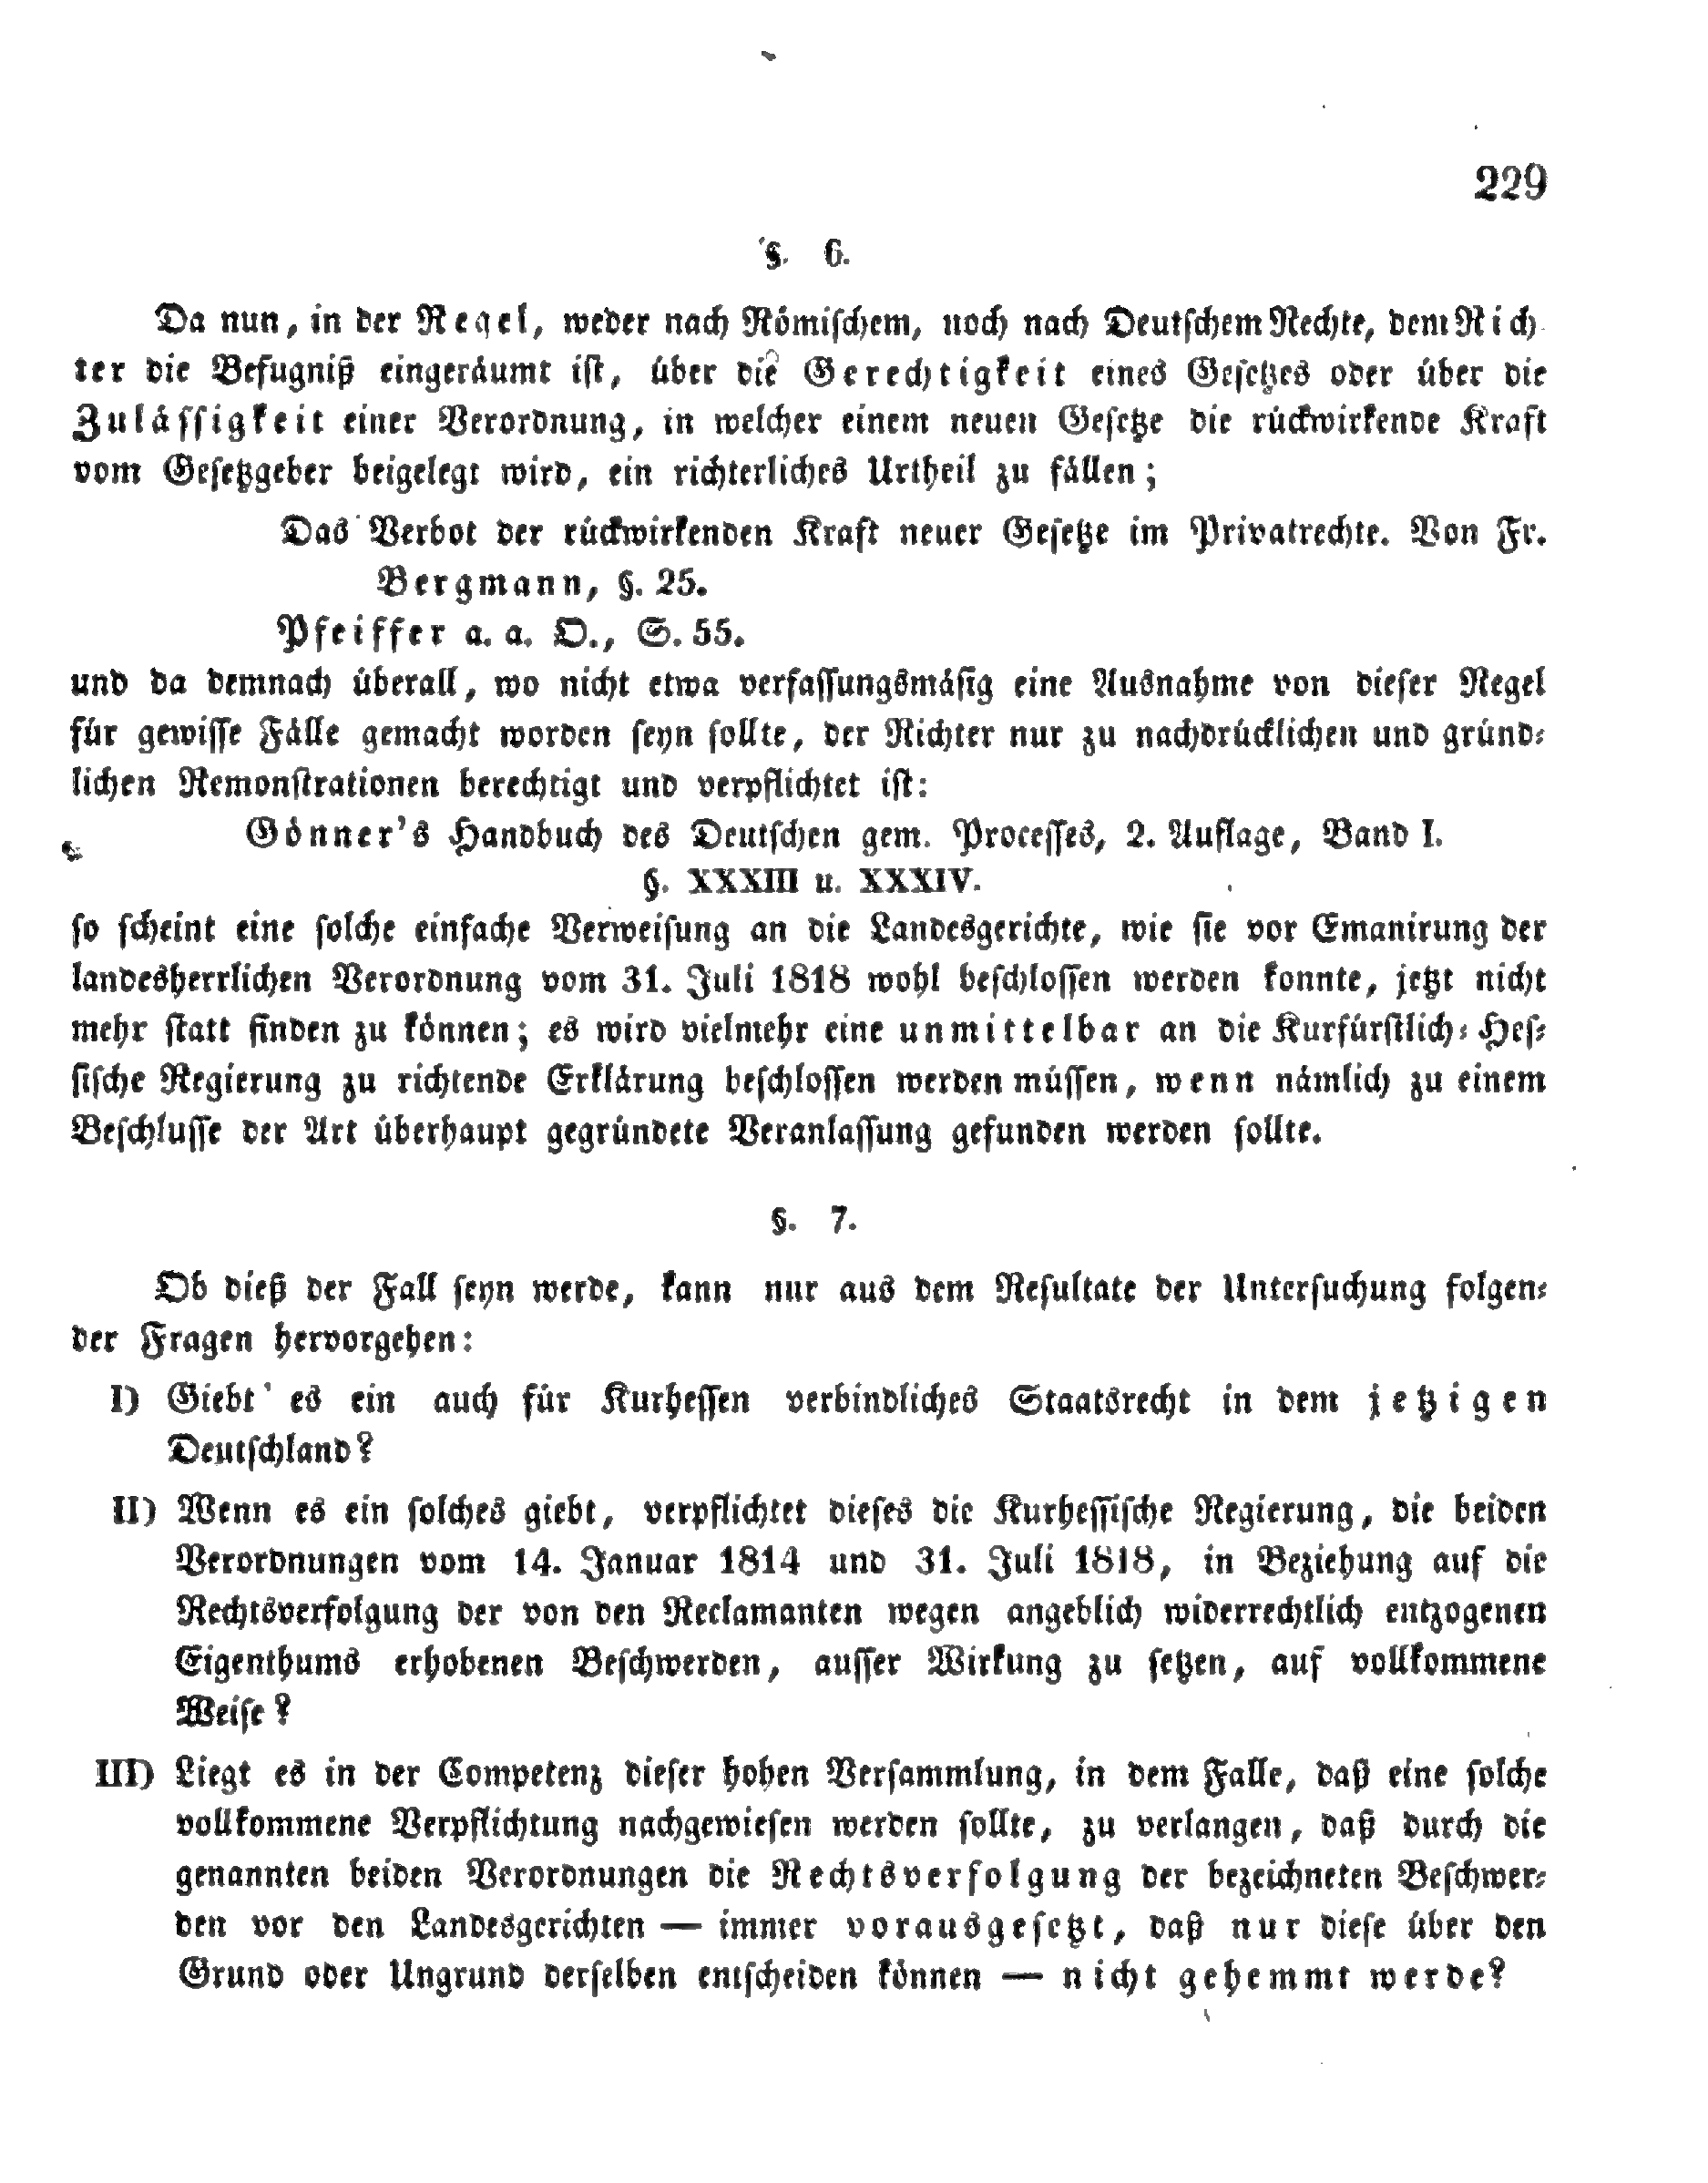 229
§. 6.
Da nun, in der Regel, weder nach Römischem, noch nach Deutschem Rechte, dem Rich
ter die Befugniß eingeräumt ist, über die Gerechtigkeit eines Gesetzes oder über die
Zulässigkeit einer Verordnung, in welcher einem neuen Gesetze die rückwirkende Kraft
vom Gesetzgeber beigelegt wird, ein richterliches Urtheil zu fällen;
Das Verbot der rückwirkenden Kraft neuer Gesetze im Privatrechte. Von Fr.
Bergmann, §. 25.
Pfeiffer a. a. O., S. 55.
und da demnach überall, wo nicht etwa verfassungsmäsig eine Ausnahme von dieser Regel
für gewisse Fälle gemacht worden seyn sollte, der Richter nur zu nachdrücklichen und gründ-
lichen Remonstrationen berechtigt und verpflichtet ist:
Gönner's Handbuch des Deutschen gem. Processes, 2. Auflage, Band I.
§. XXXIII u. XXXIV.
so scheint eine solche einfache Verweisung an die Landesgerichte, wie sie vor Emanirung der
landesherrlichen Verordnung vom 31. Juli 1818 wohl beschlossen werden konnte, jetzt nicht
mehr statt finden zu können; es wird vielmehr eine unmittelbar an die Kurfürstlich-Hes-
sische Regierung zu richtende Erklärung beschlossen werden müssen, wenn nämlich zu einem
Beschlusse der Art überhaupt gegründete Veranlassung gefunden werden sollte.
§. 7.
Ob dieß der Fall seyn werde, kann nur aus dem Resultate der Untersuchung folgen-
der Fragen hervorgehen:
I) Giebt es ein auch für Kurhessen verbindliches Staatsrecht in dem jetzigen
Deutschland?
II) Wenn es ein solches giebt, verpflichtet dieses die Kurhessische Regierung, die beiden
Verordnungen vom 14. Januar 1814 und 31. Juli 1818, in Beziehung auf die
Rechtsverfolgung der von den Reclamanten wegen angeblich widerrechtlich entzogenen
Eigenthums erhobenen Beschwerden, ausser Wirkung zu setzen, auf vollkommene
Weise?
III) Liegt es in der Competenz dieser hohen Versammlung, in dem Falle, daß eine solche
vollkommene Verpflichtung nachgewiesen werden sollte, zu verlangen, daß durch die
genannten beiden Verordnungen die Rechtsverfolgung der bezeichneten Beschwer-
den vor den Landesgerichten — immer vorausgesetzt, daß nur diese über den
Grund oder Ungrund derselben entscheiden können — nicht gehemmt werde?